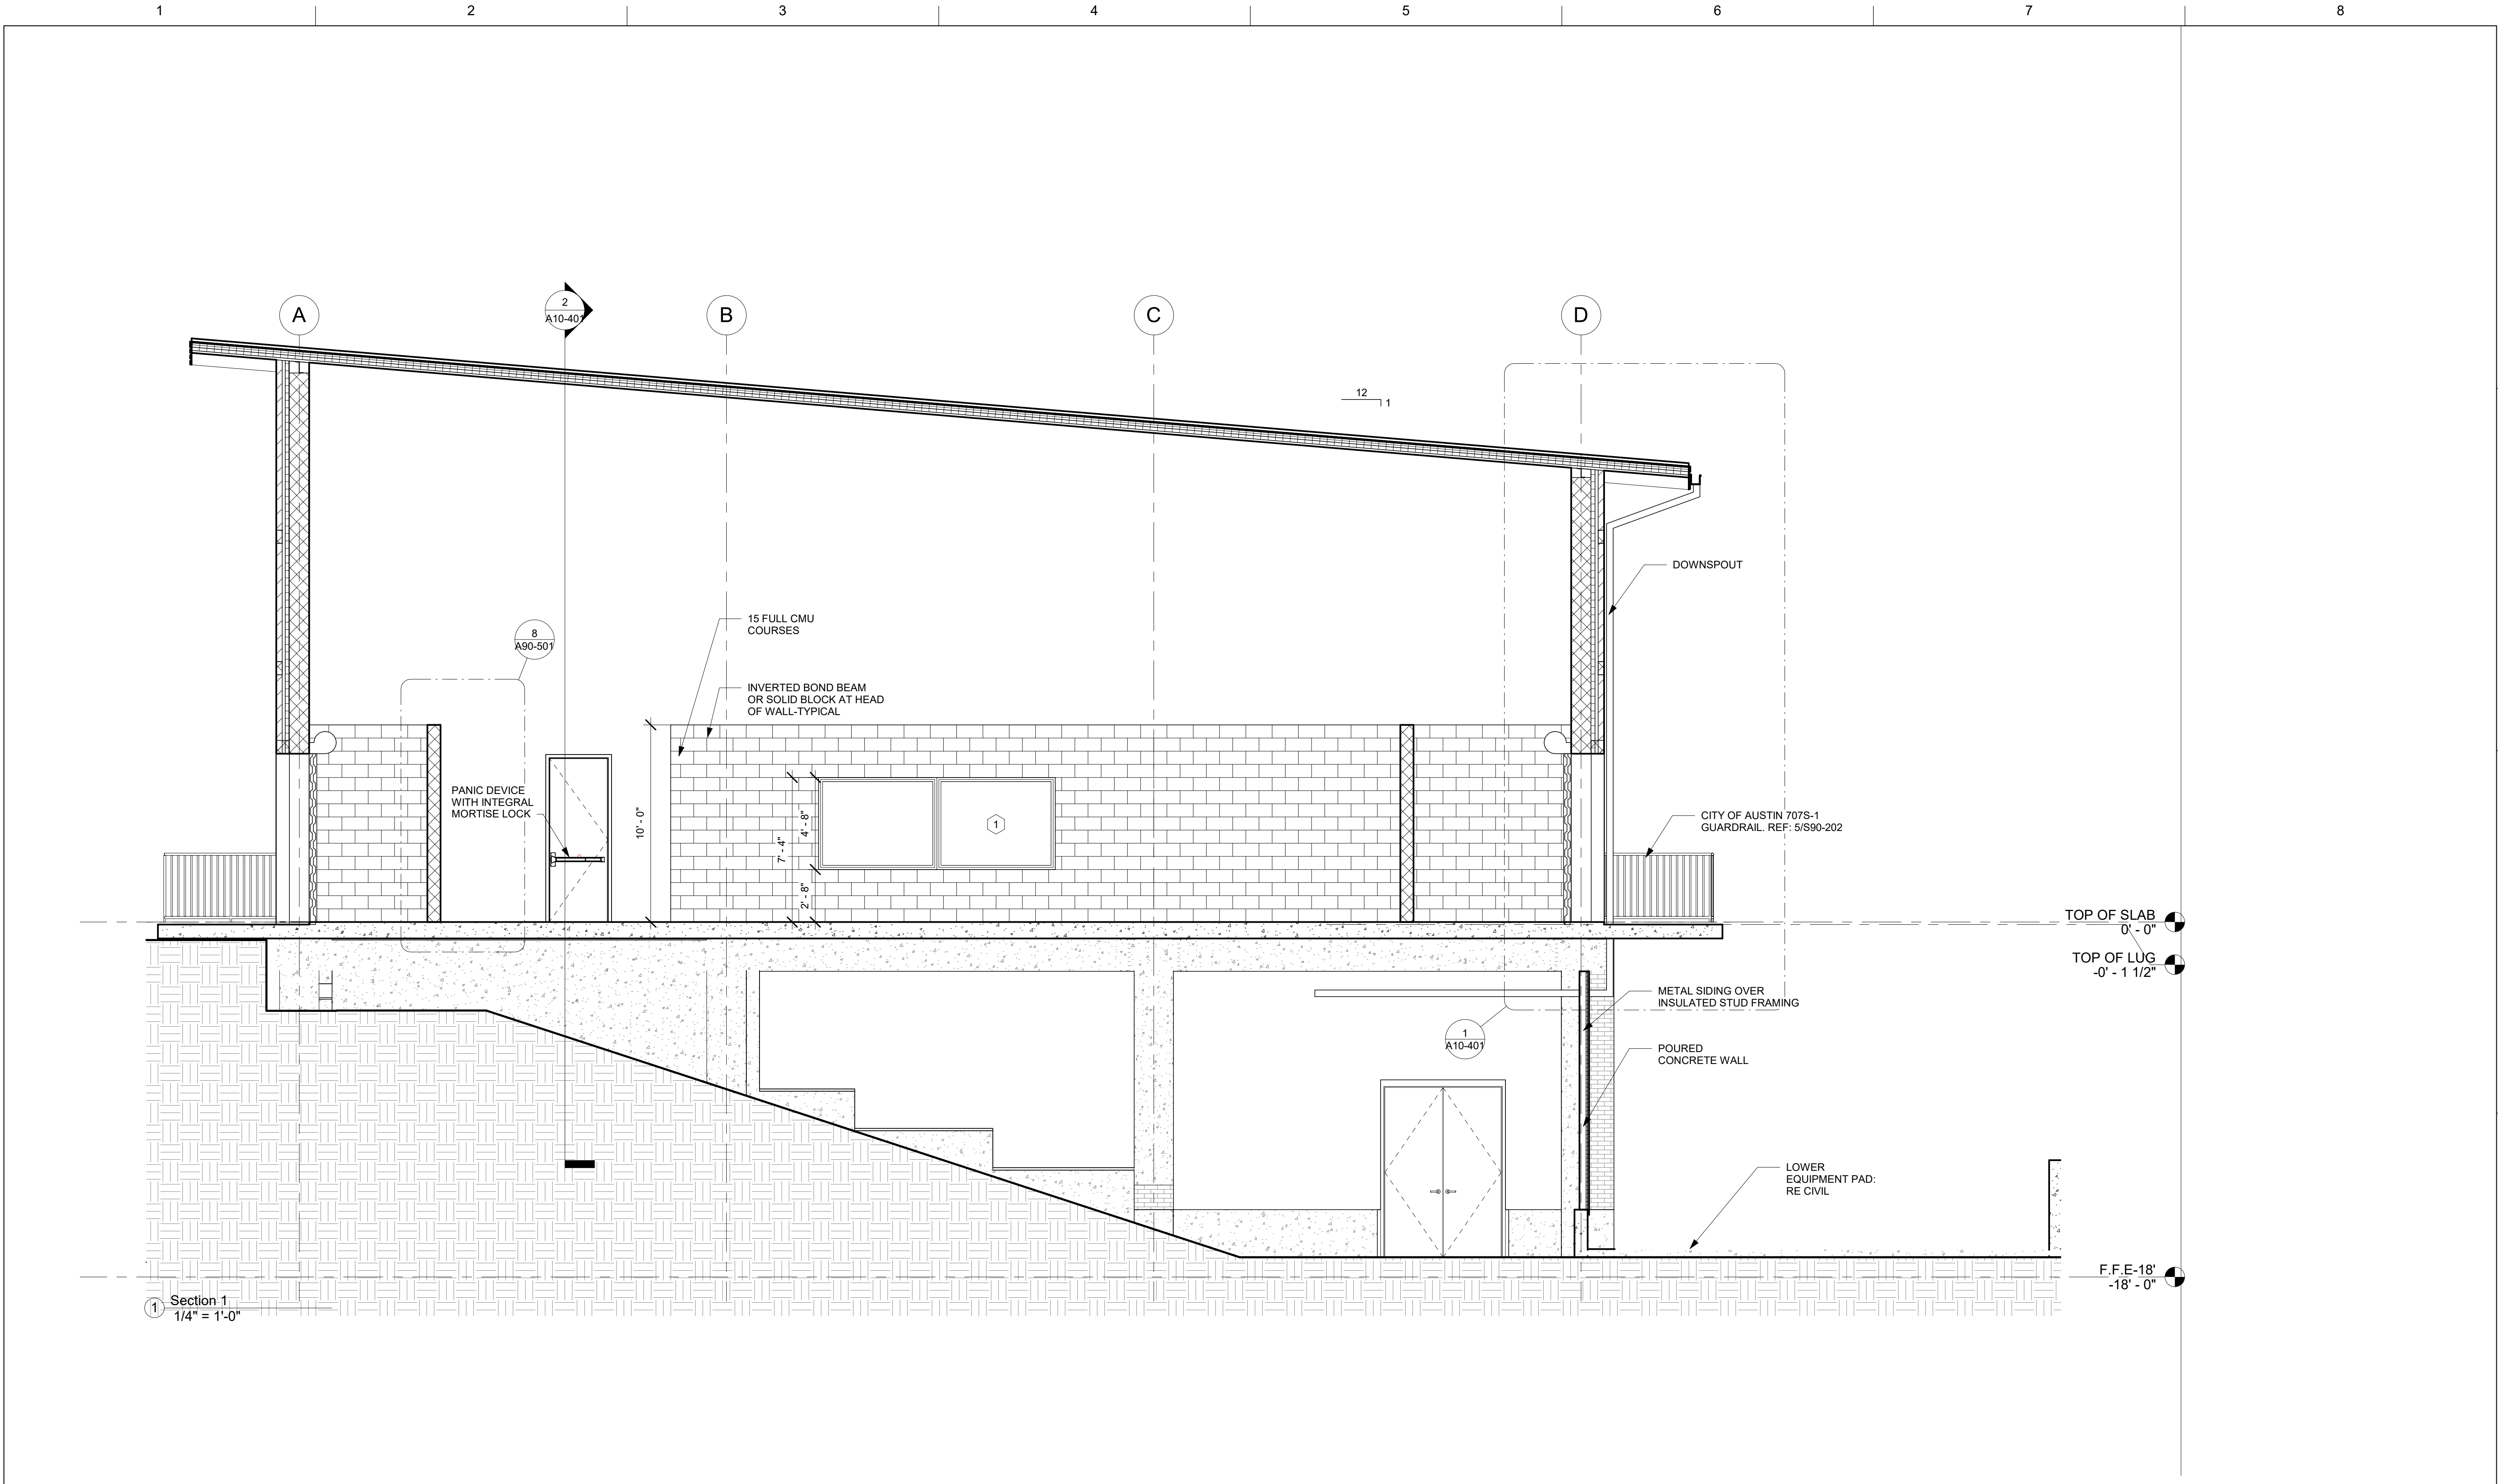 1
2
3
4
5
6
7
8
A
2
A10-401
B
C
D
12
1
DOWNSPOUT
15 FULL CMU
COURSES
8
A90-501
INVERTED BOND BEAM
OR SOLID BLOCK AT HEAD
OF WALL-TYPICAL
PANIC DEVICE
WITH INTEGRAL
MORTISE LOCK
10' - 0"
7' - 4"
4' - 8"
2' - 8"
1
CITY OF AUSTIN 707S-1
GUARDRAIL. REF: 5/S90-202
TOP OF SLAB
0' - 0"
TOP OF LUG
-0' - 1 1/2"
METAL SIDING OVER
INSULATED STUD FRAMING
1
A10-401
POURED
CONCRETE WALL
LOWER
EQUIPMENT PAD:
RE CIVIL
F.F.E-18'
-18' - 0"
1
Section 1
1/4" = 1'-0"